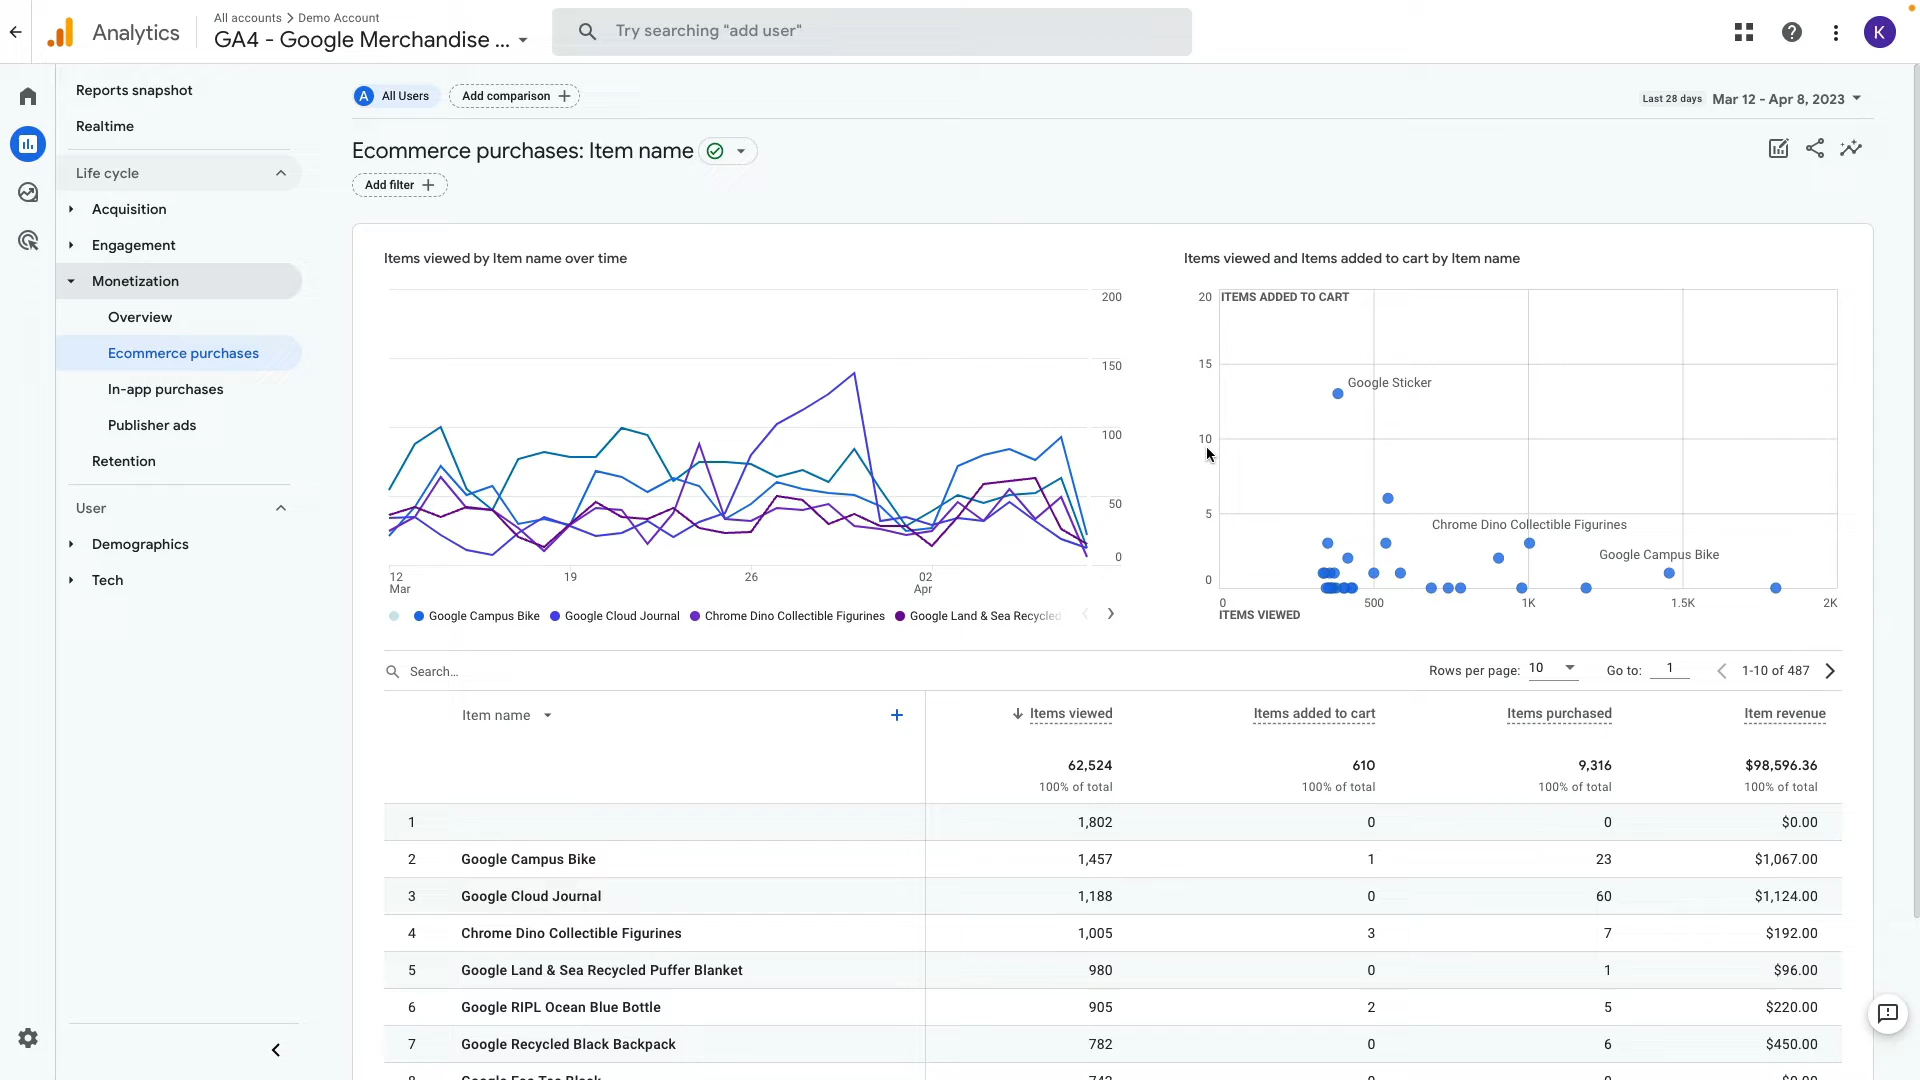 All accounts > Demo Account
Analytics
GA4 - Google Merchandise ...
Try searching "add user"
K
Reports snapshot
Realtime
Life cycle
Acquisition
Engagement
Monetization
Overview
Ecommerce purchases
In-app purchases
Publisher ads
Retention
User
Demographics
Tech
A All Users
Add comparison +
Last 28 days Mar 12 - Apr 8, 2023
Ecommerce purchases: Item name
Add filter +
Items viewed by Item name over time
200
150
100
50
0
12 19 26 02
Mar Apr
Google Campus Bike Google Cloud Journal Chrome Dino Collectible Figurines Google Land & Sea Recycled
Items viewed and Items added to cart by Item name
20 ITEMS ADDED TO CART
15
Google Sticker
10
5
Chrome Dino Collectible Figurines
Google Campus Bike
0
0 500 1K 1.5K 2K
ITEMS VIEWED
Search...
Rows per page: 10 Go to: 1 1-10 of 487
Item name + Items viewed Items added to cart Items purchased Item revenue
62,524 610 9,316 $98,596.36
100% of total 100% of total 100% of total 100% of total
1 1,802 0 0 $0.00
2 Google Campus Bike 1,457 1 23 $1,067.00
3 Google Cloud Journal 1,188 0 60 $1,124.00
4 Chrome Dino Collectible Figurines 1,005 3 7 $192.00
5 Google Land & Sea Recycled Puffer Blanket 980 0 1 $96.00
6 Google RIPL Ocean Blue Bottle 905 2 5 $220.00
7 Google Recycled Black Backpack 782 0 6 $450.00